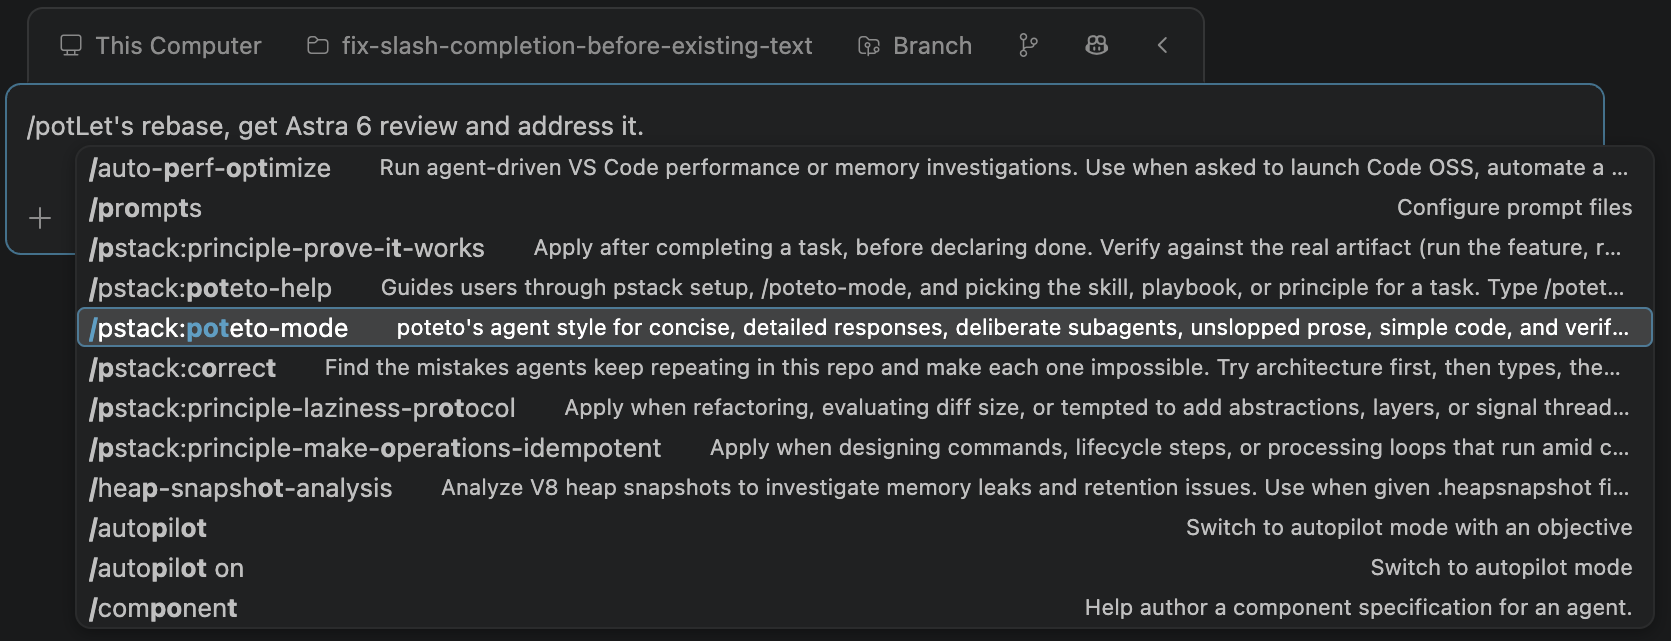 This Computer fix-slash-completion-before-existing-text Branch
/potLet's rebase, get Astra 6 review and address it.
/auto-perf-optimize Run agent-driven VS Code performance or memory investigations. Use when asked to launch Code OSS, automate a ...
/prompts Configure prompt files
/pstack:principle-prove-it-works Apply after completing a task, before declaring done. Verify against the real artifact (run the feature, r...
/pstack:poteto-help Guides users through pstack setup, /poteto-mode, and picking the skill, playbook, or principle for a task. Type /potet...
/pstack:poteto-mode poteto's agent style for concise, detailed responses, deliberate subagents, unslopped prose, simple code, and verif...
/pstack:correct Find the mistakes agents keep repeating in this repo and make each one impossible. Try architecture first, then types, the...
/pstack:principle-laziness-protocol Apply when refactoring, evaluating diff size, or tempted to add abstractions, layers, or signal thread...
/pstack:principle-make-operations-idempotent Apply when designing commands, lifecycle steps, or processing loops that run amid c...
/heap-snapshot-analysis Analyze V8 heap snapshots to investigate memory leaks and retention issues. Use when given .heapsnapshot fi...
/autopilot Switch to autopilot mode with an objective
/autopilot on Switch to autopilot mode
/component Help author a component specification for an agent.